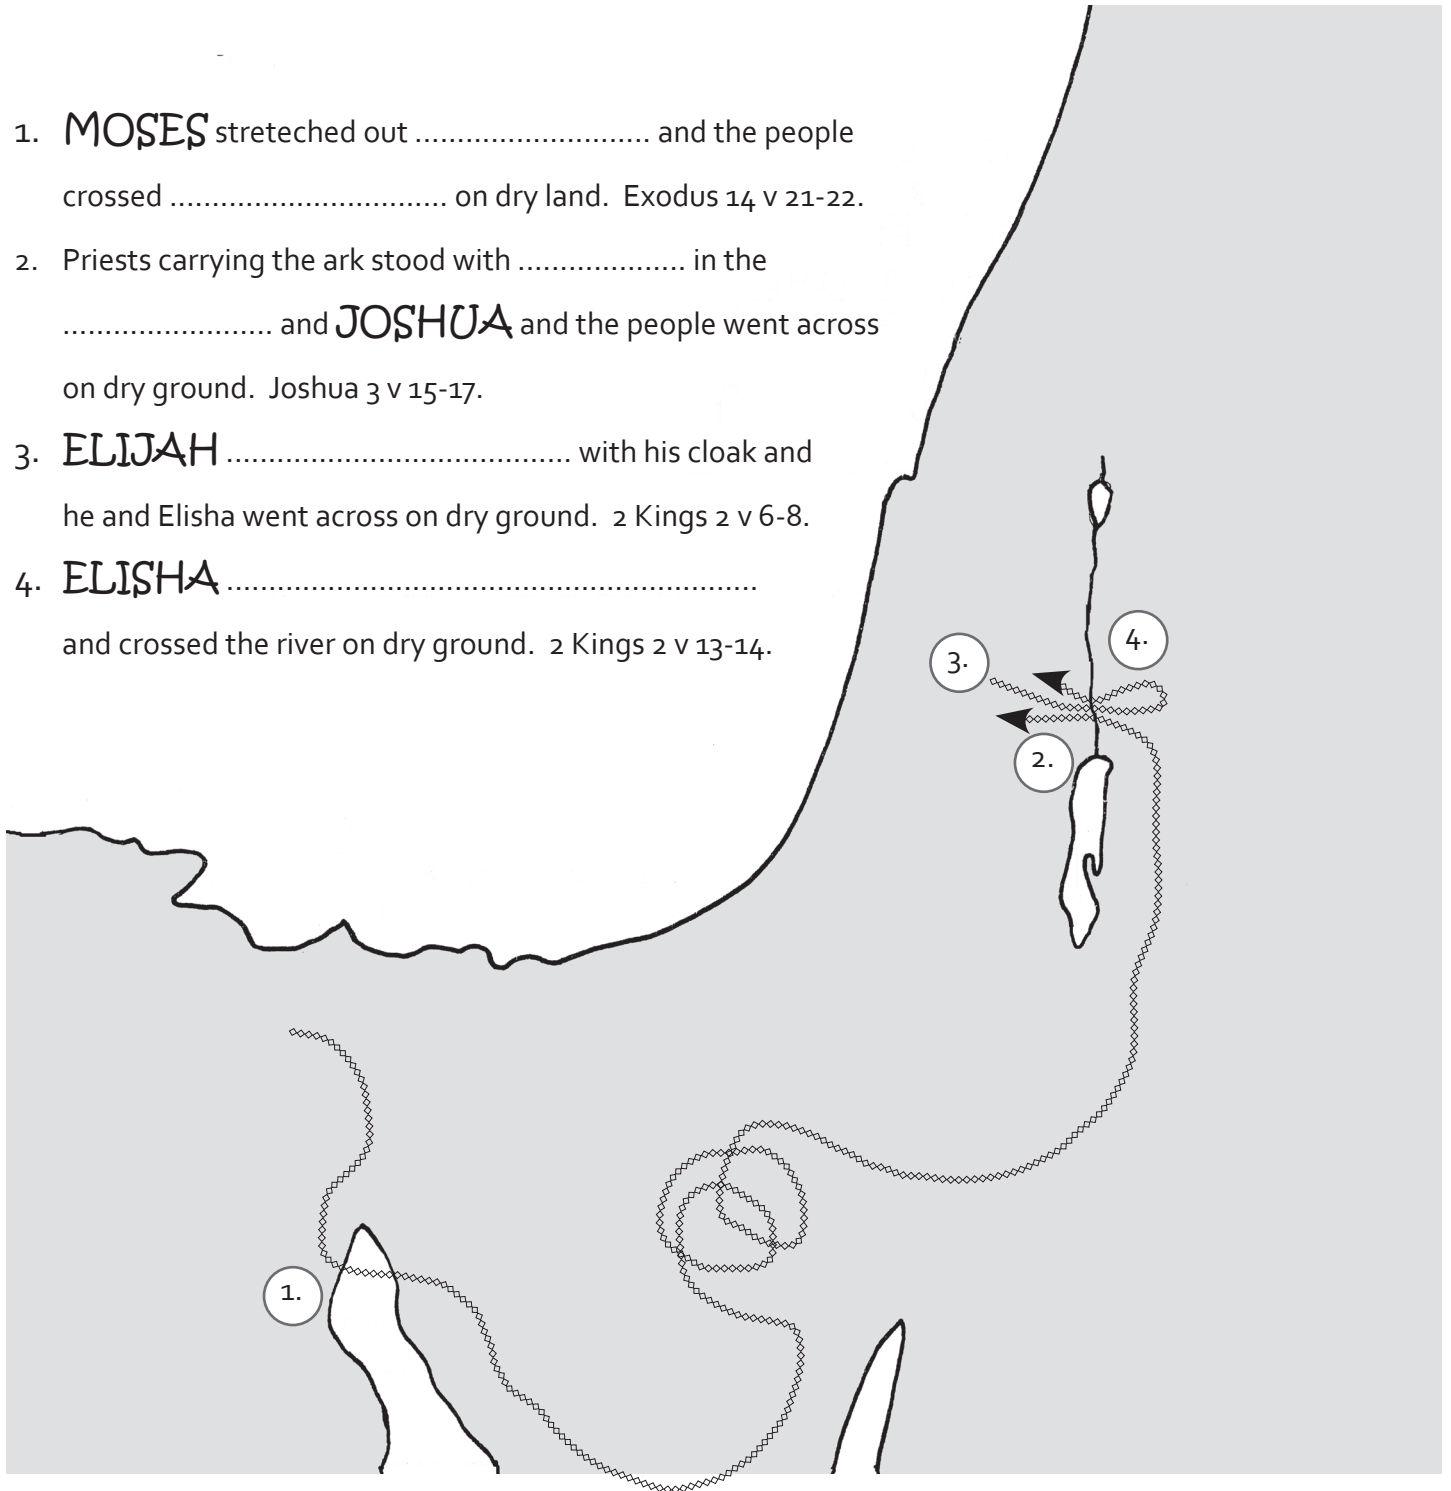 1. MOSES streteched out ............................ and the people
crossed ................................. on dry land. Exodus 14 v 21-22.
2. Priests carrying the ark stood with .................... in the
......................... and JOSHUA and the people went across
on dry ground. Joshua 3 v 15-17.
3. ELIJAH ......................................... with his cloak and
he and Elisha went across on dry ground. 2 Kings 2 v 6-8.
4. ELISHA ...............................................................
and crossed the river on dry ground. 2 Kings 2 v 13-14.
4.
3.
2.
1.